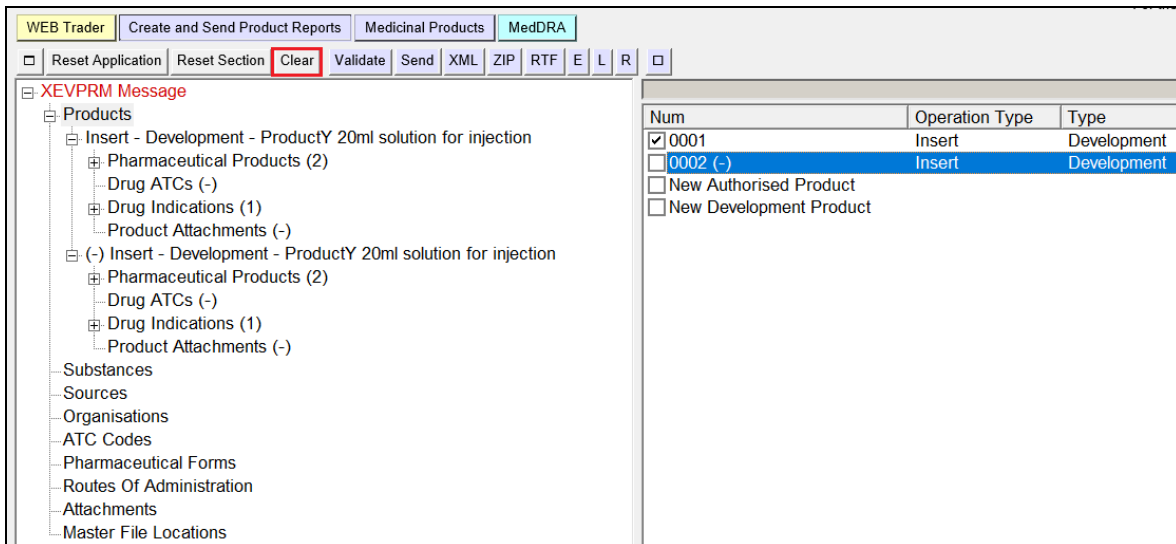 WEB Trader Create and Send Product Reports Medicinal Products MedDRA
Reset Application Reset Section Clear Validate Send XML ZIP RTF E L R
XEVPRM Message
Products
Insert - Development - ProductY 20ml solution for injection
Pharmaceutical Products (2)
Drug ATCs (-)
Drug Indications (1)
Product Attachments (-)
(-) Insert - Development - ProductY 20ml solution for injection
Pharmaceutical Products (2)
Drug ATCs (-)
Drug Indications (1)
Product Attachments (-)
Substances
Sources
Organisations
ATC Codes
Pharmaceutical Forms
Routes Of Administration
Attachments
Master File Locations
Num Operation Type Type
0001 Insert Development
0002 (-) Insert Development
New Authorised Product
New Development Product